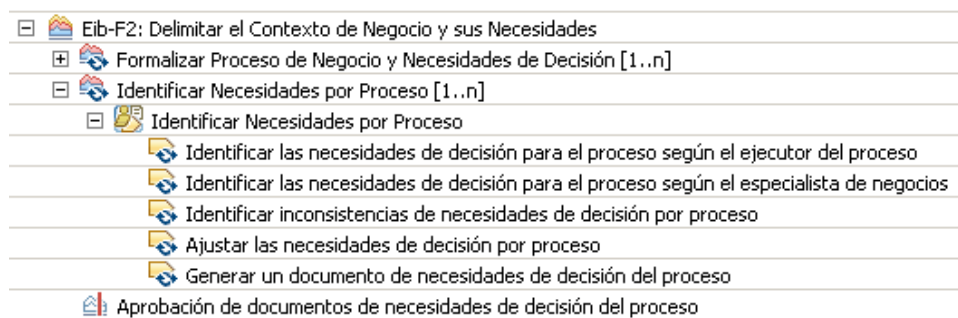 Eib-F2: Delimitar el Contexto de Negocio y sus Necesidades
Formalizar Proceso de Negocio y Necesidades de Decisión [1..n]
Identificar Necesidades por Proceso [1..n]
Identificar Necesidades por Proceso
Identificar las necesidades de decisión para el proceso según el ejecutor del proceso
Identificar las necesidades de decisión para el proceso según el especialista de negocios
Identificar inconsistencias de necesidades de decisión por proceso
Ajustar las necesidades de decisión por proceso
Generar un documento de necesidades de decisión del proceso
Aprobación de documentos de necesidades de decisión del proceso